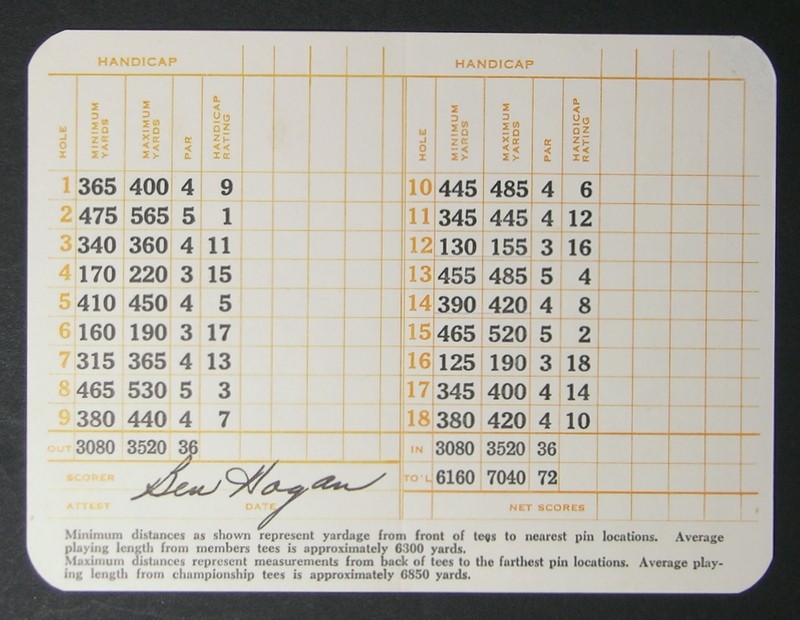 HANDICAP HANDICAP
HOLE MINIMUM YARDS MAXIMUM YARDS PAR HANDICAP RATING HOLE MINIMUM YARDS MAXIMUM YARDS PAR HANDICAP RATING
1 365 400 4 9 10 445 485 4 6
2 475 565 5 1 11 345 445 4 12
3 340 360 4 11 12 130 155 3 16
4 170 220 3 15 13 455 485 5 4
5 410 450 4 5 14 390 420 4 8
6 160 190 3 17 15 465 520 5 2
7 315 365 4 13 16 125 190 3 18
8 465 530 5 3 17 345 400 4 14
9 380 440 4 7 18 380 420 4 10
OUT 3080 3520 36 IN 3080 3520 36
SCORER Ben Hogan TO'L 6160 7040 72
ATTEST DATE NET SCORES
Minimum distances as shown represent yardage from front of tees to nearest pin locations. Average
playing length from members tees is approximately 6300 yards.
Maximum distances represent measurements from back of tees to the farthest pin locations. Average play-
ing length from championship tees is approximately 6850 yards.